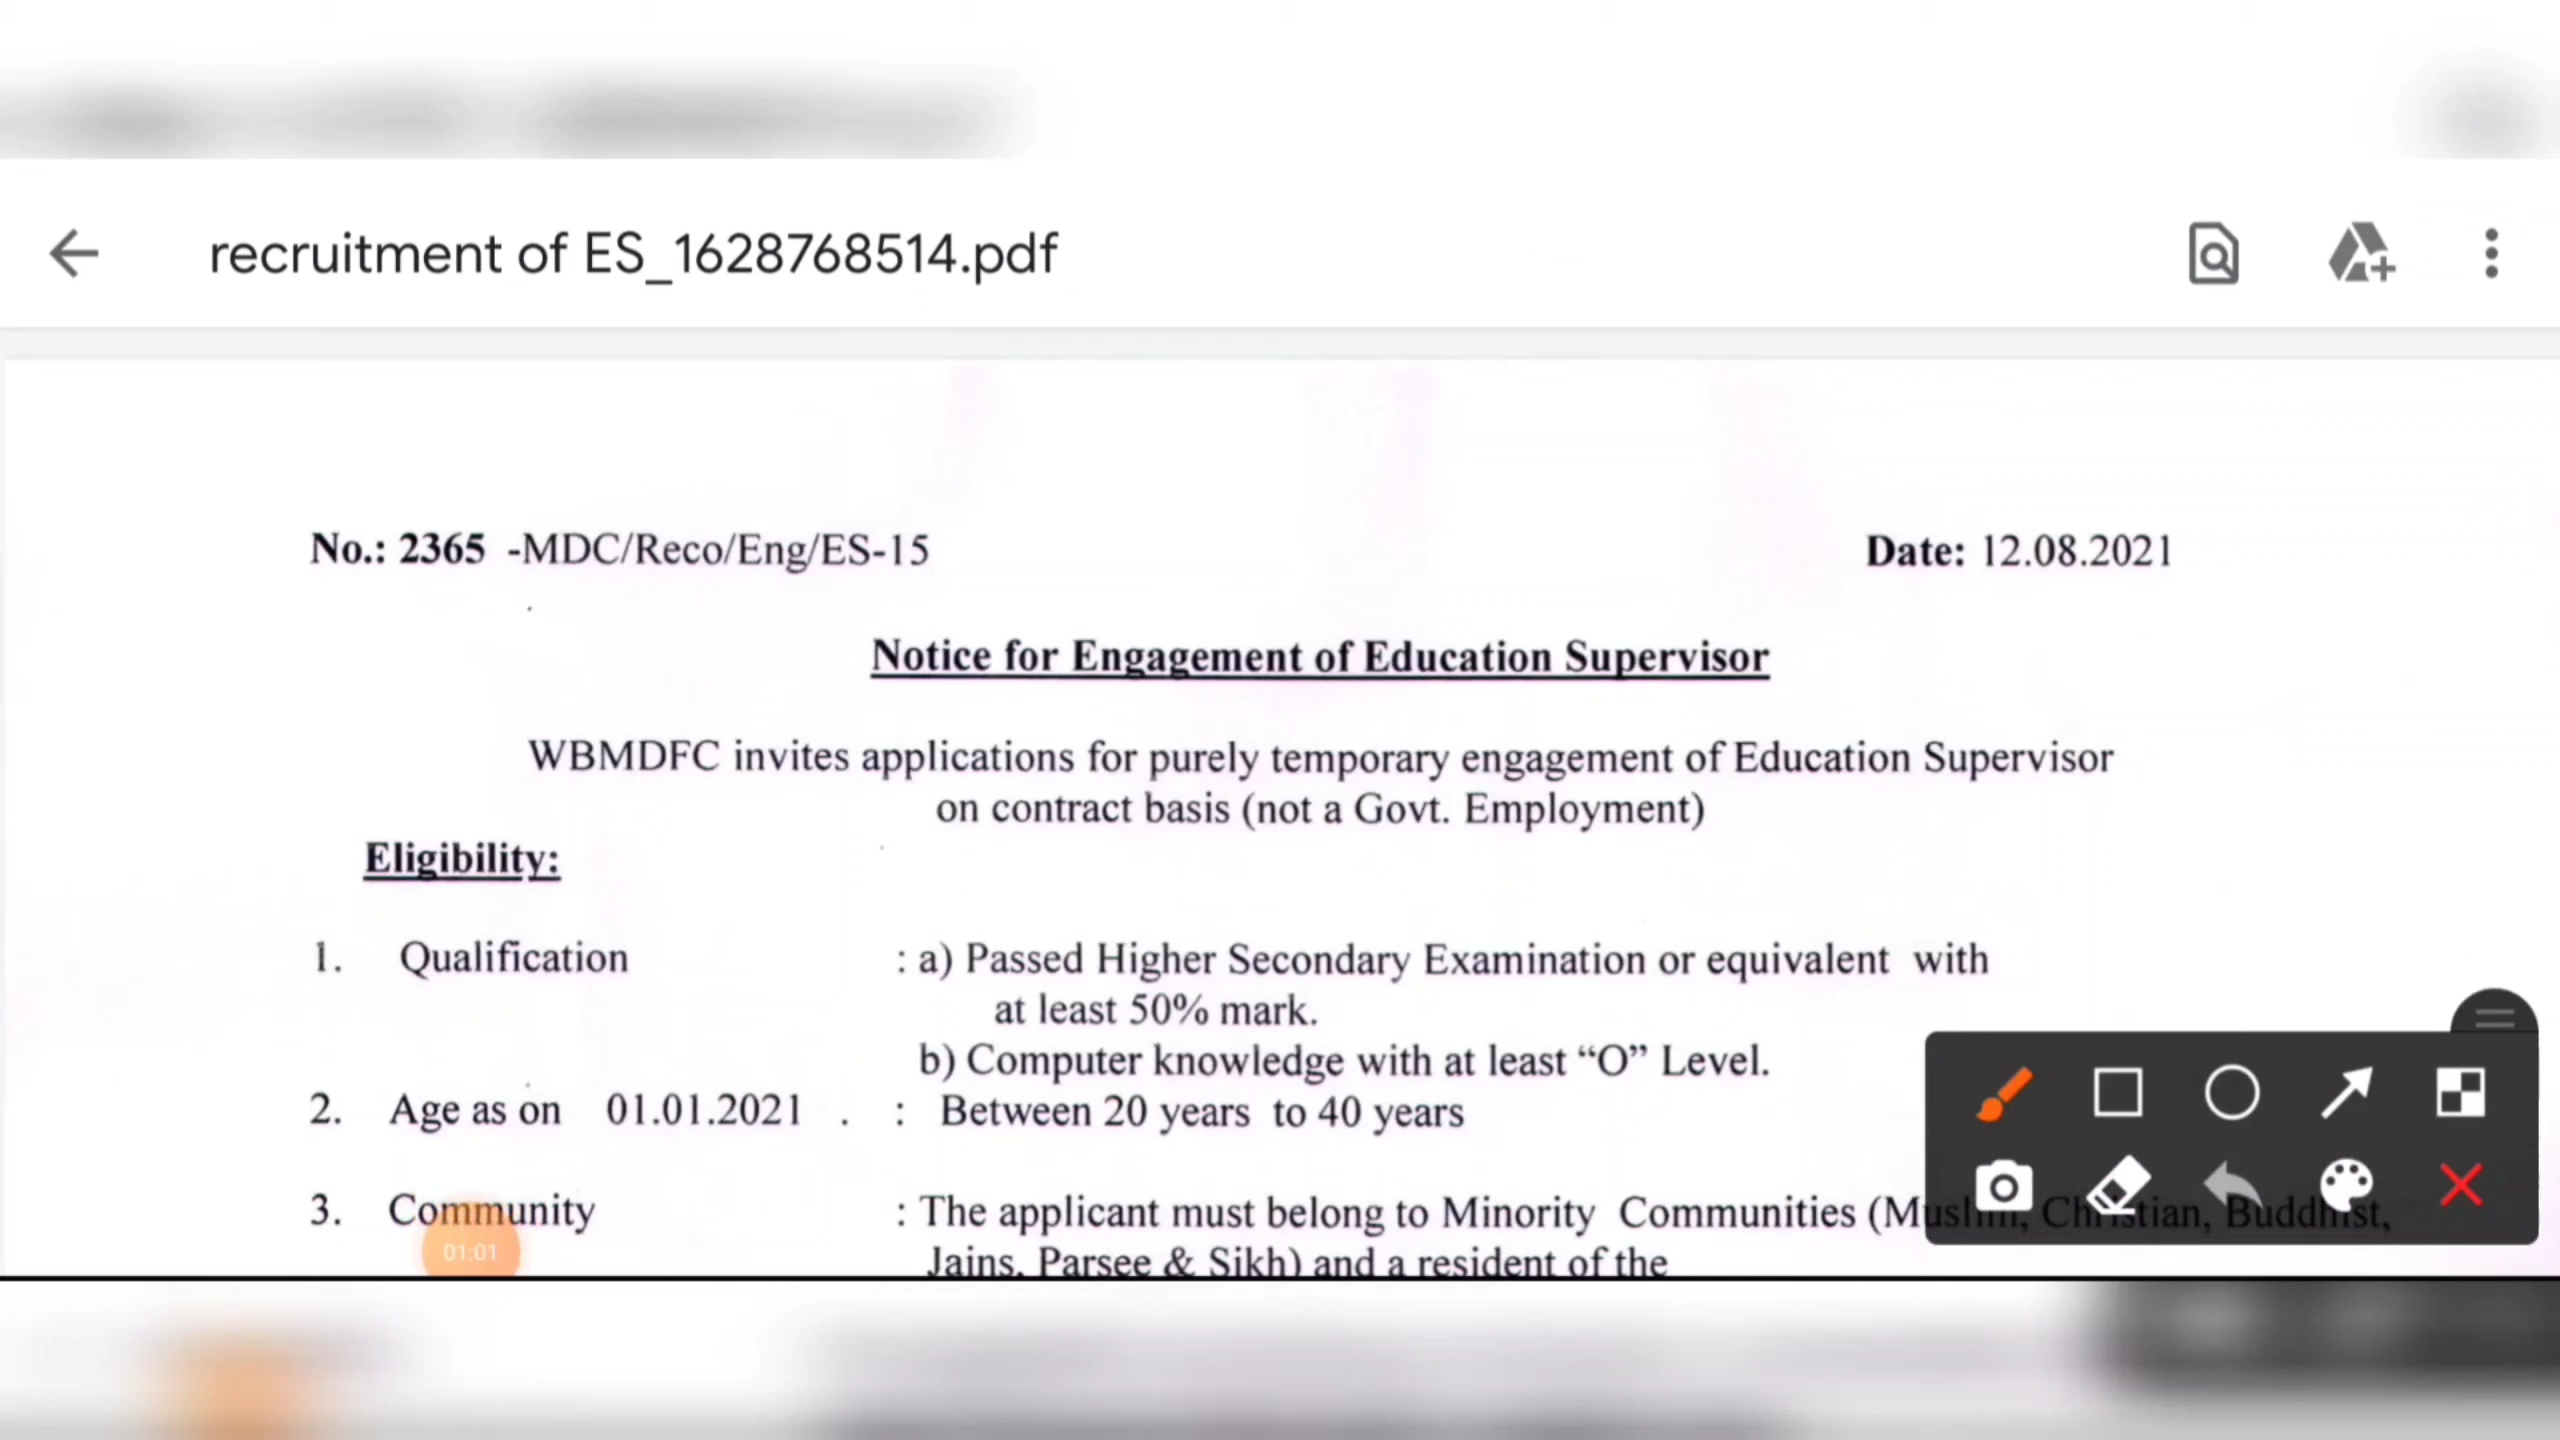 recruitment of ES_1628768514.pdf
No.: 2365 -MDC/Reco/Eng/ES-15 Date: 12.08.2021
Notice for Engagement of Education Supervisor
WBMDFC invites applications for purely temporary engagement of Education Supervisor
on contract basis (not a Govt. Employment)
Eligibility:
1. Qualification : a) Passed Higher Secondary Examination or equivalent with
at least 50% mark.
b) Computer knowledge with at least “O” Level.
2. Age as on 01.01.2021 . : Between 20 years to 40 years
3. Community : The applicant must belong to Minority Communities (Muslim, Christian, Buddhist,
01:01
Jains, Parsee & Sikh) and a resident of the